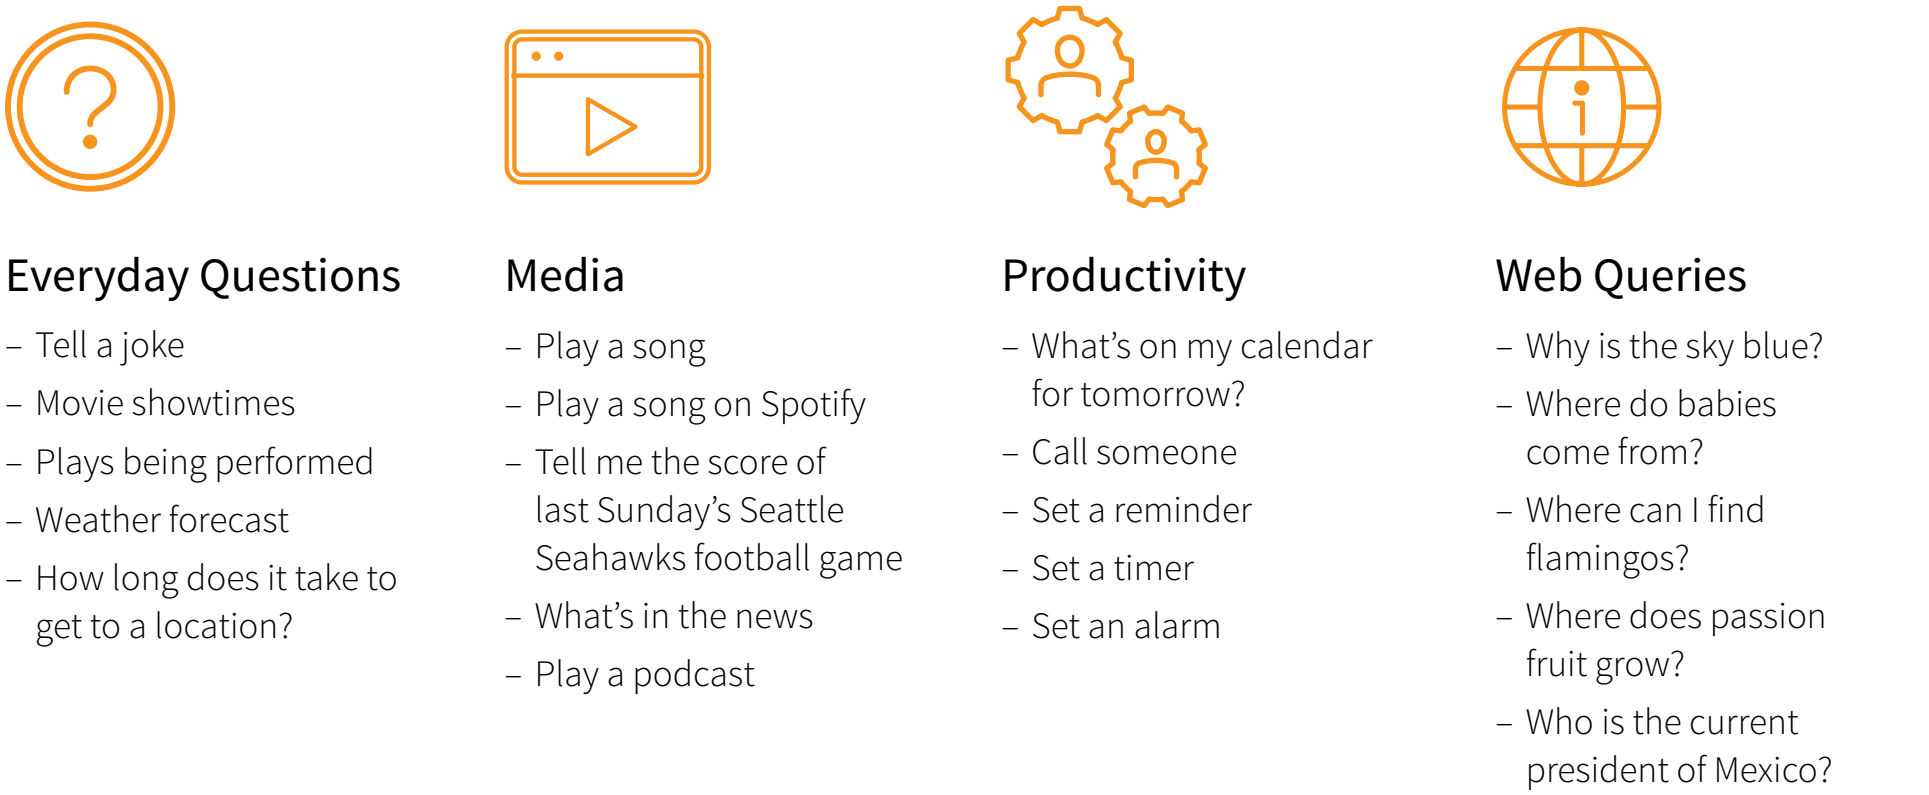 Everyday Questions
– Tell a joke
– Movie showtimes
– Plays being performed
– Weather forecast
– How long does it take to
get to a location?
Media
– Play a song
– Play a song on Spotify
– Tell me the score of
last Sunday’s Seattle
Seahawks football game
– What’s in the news
– Play a podcast
Productivity
– What’s on my calendar
for tomorrow?
– Call someone
– Set a reminder
– Set a timer
– Set an alarm
Web Queries
– Why is the sky blue?
– Where do babies
come from?
– Where can I find
flamingos?
– Where does passion
fruit grow?
– Who is the current
president of Mexico?